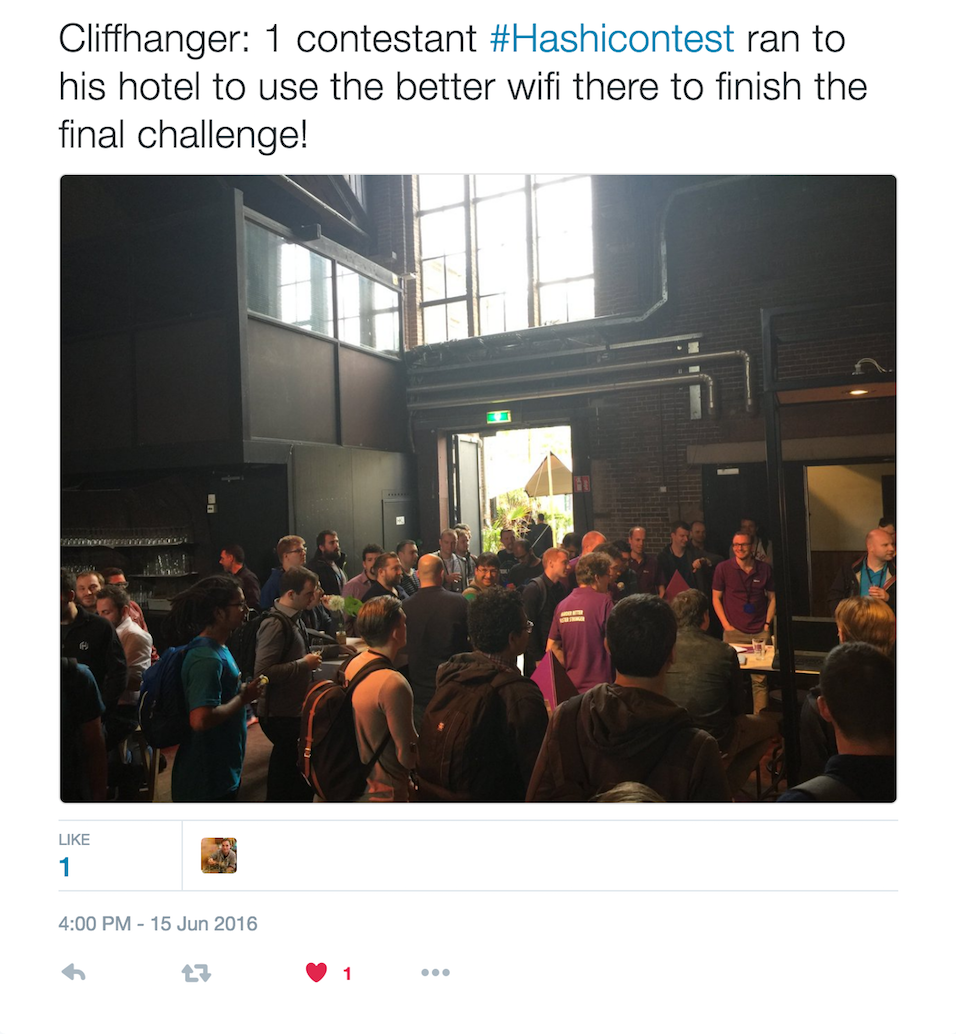 Cliffhanger: 1 contestant #Hashicontest ran to
his hotel to use the better wifi there to finish the
final challenge!
LIKE
1
4:00 PM - 15 Jun 2016
1